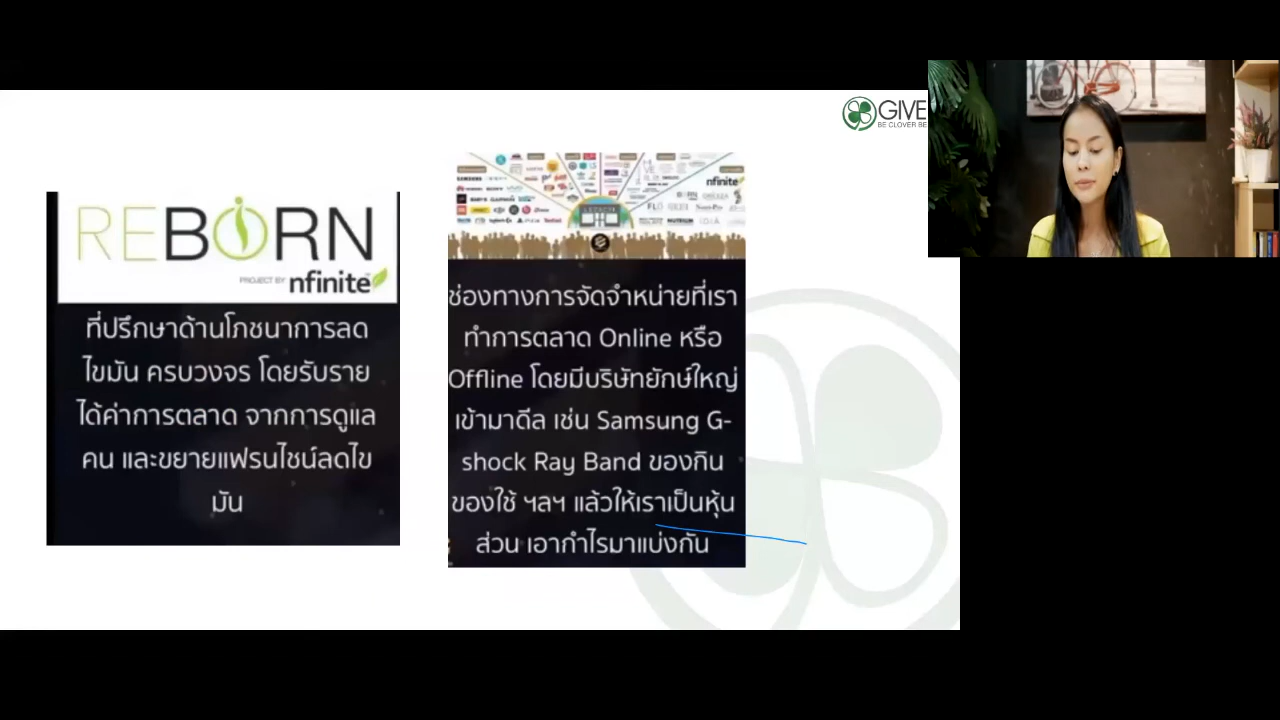 GIVE
BE CLOVER BE
REBORN
PROJECT BY nfinite
ที่ปรึกษาด้านโภชนาการลด
ไขมัน ครบวงจร โดยรับราย
ได้ค่าการตลาด จากการดูแล
คน และขยายแฟรนไชน์ลดไข
มัน
SAMSUNG
nfinite
ช่องทางการจัดจำหน่ายที่เรา
ทำการตลาด Online หรือ
Offline โดยมีบริษัทยักษ์ใหญ่
เข้ามาดีล เช่น Samsung G-
shock Ray Band ของกิน
ของใช้ ฯลฯ แล้วให้เราเป็นหุ้น
ส่วน เอากำไรมาแบ่งกัน